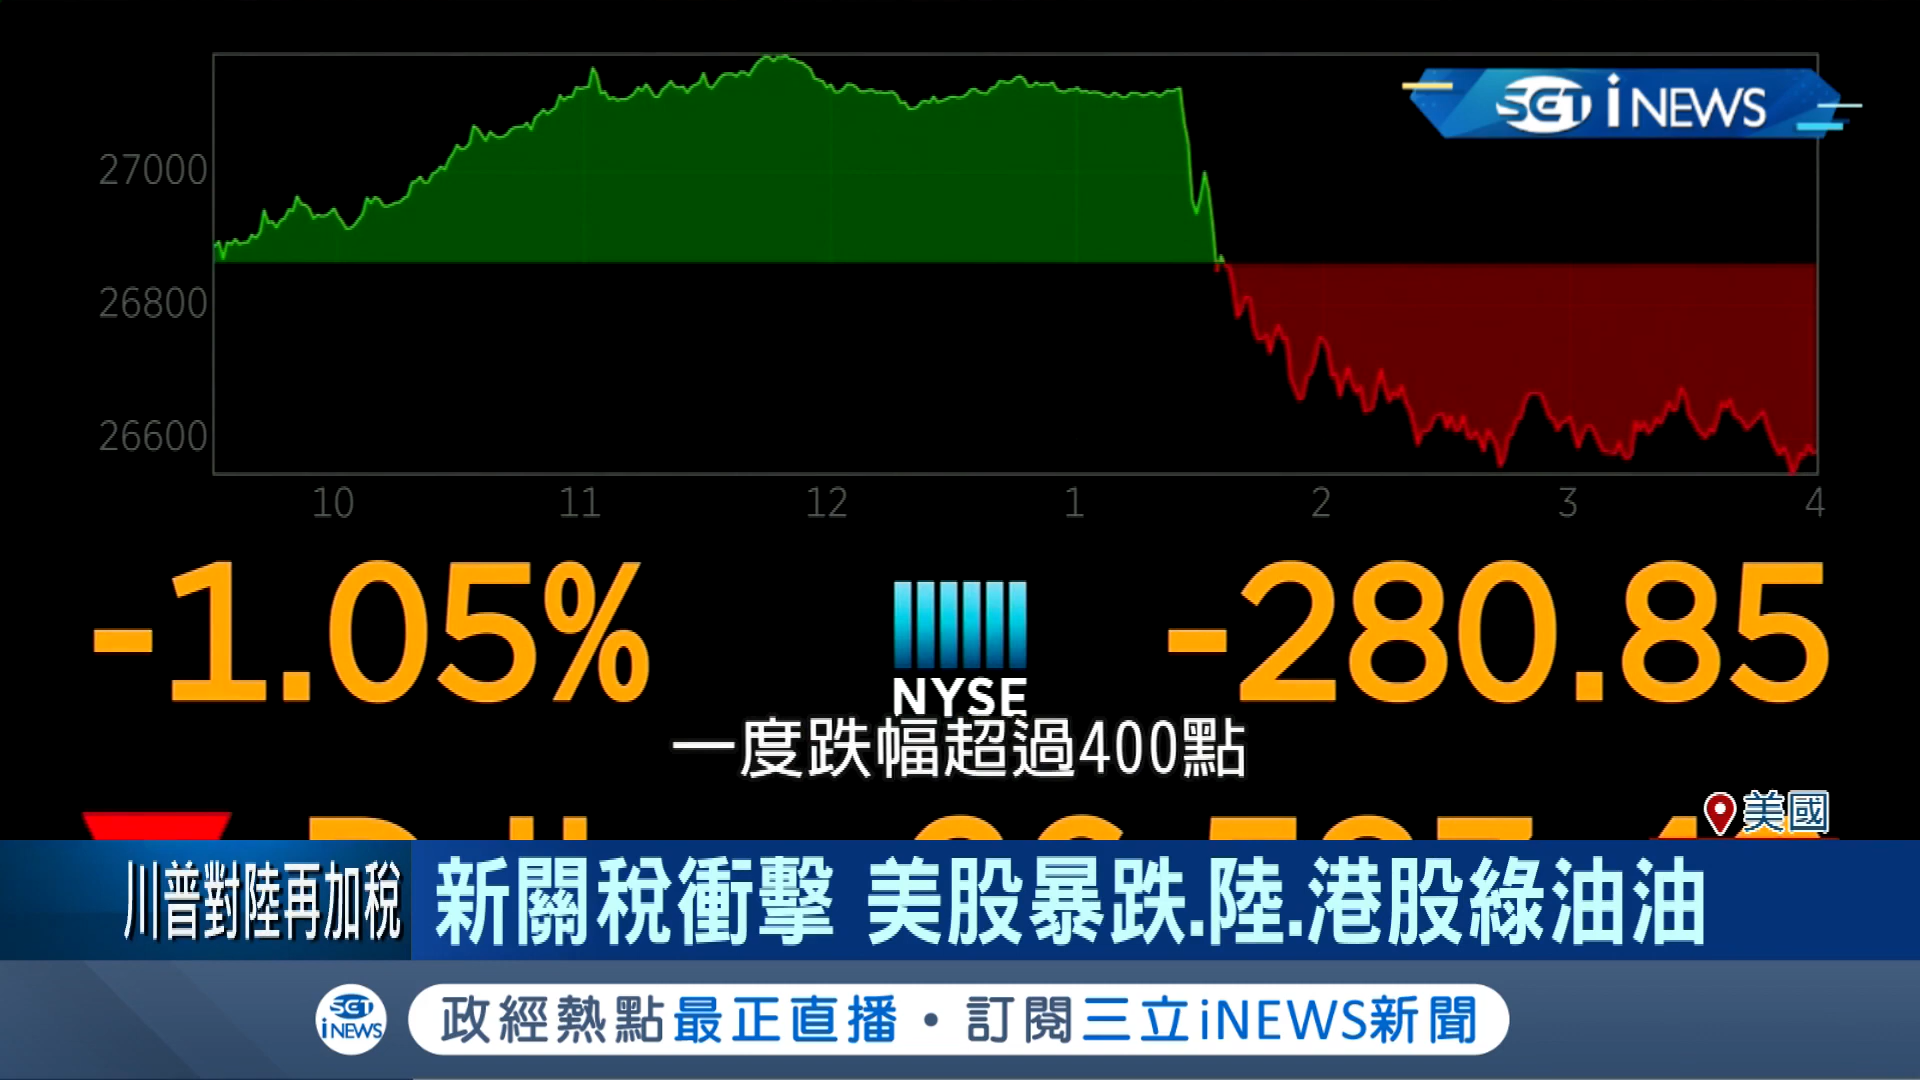 SET iNEWS
27000
26800
26600
10 11 12 1 2 3 4
-1.05%
NYSE
-280.85
一度跌幅超過400點
美國
川普對陸再加稅
新關稅衝擊 美股暴跌.陸.港股綠油油
SET iNEWS
政經熱點最正直播・訂閱三立iNEWS新聞